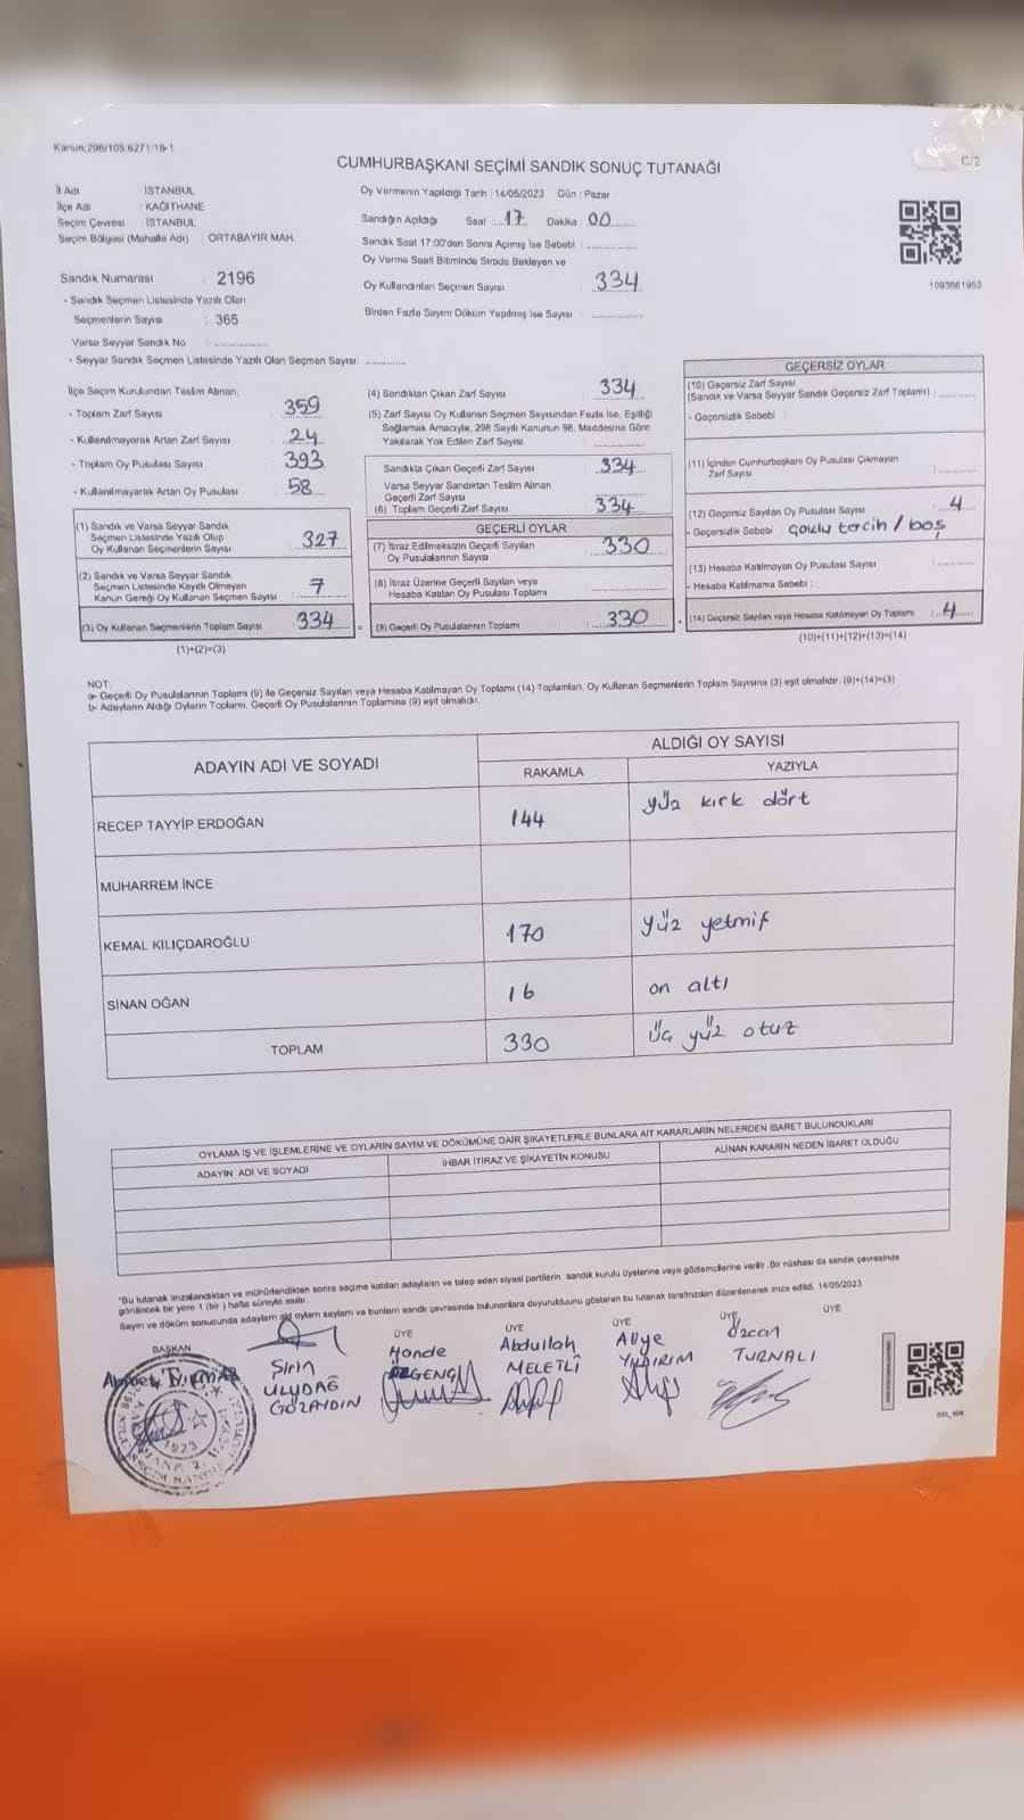 Kanun:298/105,6271/18-1
C/2
CUMHURBAŞKANI SEÇİMİ SANDIK SONUÇ TUTANAĞI
İl Adı : İSTANBUL
İlçe Adı : KAĞITHANE
Seçim Çevresi : İSTANBUL
Seçim Bölgesi (Mahalle Adı) : ORTABAYIR MAH.
Sandık Numarası : 2196
- Sandık Seçmen Listesinde Yazılı Olan
Seçmenlerin Sayısı : 365
Varsa Seyyar Sandık No :
- Seyyar Sandık Seçmen Listesinde Yazılı Olan Seçmen Sayısı :
Oy Vermenin Yapıldığı Tarih : 14/05/2023 Gün : Pazar
Sandığın Açıldığı Saat : 17 Dakika : 00
Sandık Saat 17:00'dan Sonra Açılmış İse Sebebi :
Oy Verme Saati Bitiminde Sırada Bekleyen ve
Oy Kullandırılan Seçmen Sayısı : 334
Birden Fazla Sayım Döküm Yapılmış İse Sayısı :
1093661953
İlçe Seçim Kurulundan Teslim Alınan;
- Toplam Zarf Sayısı 359
- Kullanılmayarak Artan Zarf Sayısı 24
- Toplam Oy Pusulası Sayısı 393
- Kullanılmayarak Artan Oy Pusulası 58
(1) Sandık ve Varsa Seyyar Sandık
Seçmen Listesinde Yazılı Olup
Oy Kullanan Seçmenlerin Sayısı 327
(2) Sandık ve Varsa Seyyar Sandık
Seçmen Listesinde Kayıtlı Olmayan
Kanun Gereği Oy Kullanan Seçmen Sayısı 7
(3) Oy Kullanan Seçmenlerin Toplam Sayısı 334
(1)+(2)=(3)
(4) Sandıktan Çıkan Zarf Sayısı 334
(5) Zarf Sayısı Oy Kullanan Seçmen Sayısından Fazla İse, Eşitliği
Sağlamak Amacıyla, 298 Sayılı Kanunun 98. Maddesine Göre
Yakılarak Yok Edilen Zarf Sayısı
Sandıkta Çıkan Geçerli Zarf Sayısı 334
Varsa Seyyar Sandıktan Teslim Alınan
Geçerli Zarf Sayısı
(6) Toplam Geçerli Zarf Sayısı 334
GEÇERLİ OYLAR
(7) İtiraz Edilmeksizin Geçerli Sayılan
Oy Pusulalarının Sayısı 330
(8) İtiraz Üzerine Geçerli Sayılan veya
Hesaba Katılan Oy Pusulası Toplamı
(9) Geçerli Oy Pusulalarının Toplamı 330
GEÇERSİZ OYLAR
(10) Geçersiz Zarf Sayısı
(Sandık ve Varsa Seyyar Sandık Geçersiz Zarf Toplamı) :
- Geçersizlik Sebebi :
(11) İçinden Cumhurbaşkanı Oy Pusulası Çıkmayan
Zarf Sayısı
(12) Geçersiz Sayılan Oy Pusulası Sayısı 4
- Geçersizlik Sebebi : çoklu tercih / boş
(13) Hesaba Katılmayan Oy Pusulası Sayısı
- Hesaba Katılmama Sebebi :
(14) Geçersiz Sayılan veya Hesaba Katılmayan Oy Toplamı : 4
(10)+(11)+(12)+(13)=(14)
NOT:
a- Geçerli Oy Pusulalarının Toplamı (9) ile Geçersiz Sayılan veya Hesaba Katılmayan Oy Toplamı (14) Toplamları, Oy Kullanan Seçmenlerin Toplam Sayısına (3) eşit olmalıdır. (9)+(14)=(3)
b- Adayların Aldığı Oyların Toplamı, Geçerli Oy Pusulalarının Toplamına (9) eşit olmalıdır.
ADAYIN ADI VE SOYADI
ALDIĞI OY SAYISI
RAKAMLA YAZIYLA
RECEP TAYYİP ERDOĞAN 144 yüz kırk dört
MUHARREM İNCE
KEMAL KILIÇDAROĞLU 170 yüz yetmiş
SİNAN OĞAN 16 on altı
TOPLAM 330 üç yüz otuz
OYLAMA İŞ VE İŞLEMLERİNE VE OYLARIN SAYIM VE DÖKÜMÜNE DAİR ŞİKAYETLERLE BUNLARA AİT KARARLARIN NELERDEN İBARET BULUNDUKLARI
ADAYIN ADI VE SOYADI
İHBAR İTİRAZ VE ŞİKAYETİN KONUSU
ALINAN KARARIN NEDEN İBARET OLDUĞU
*Bu tutanak imzalandıktan ve mühürlendikten sonra seçime katılan adayların ve talep eden siyasi partilerin sandık kurulu üyelerine veya gözlemcilerine verilir. Bir nüshası da sandık çevresinde
görülecek bir yere 1 (bir) hafta süreyle asılır.
Sayım ve döküm sonucunda adayların ald oyların sayıların ve bunların sandık çevresinde bulunanlara duyurulduğunu gösteren bu tutanak tarafımızdan düzenlenerek imza edildi. 14/05/2023
BAŞKAN
Şirin
ULUDAĞ
GÖZAYDIN
ÜYE
Hande
ÖZGENÇ
ÜYE
Abdullah
MELETLİ
ÜYE
Aliye
YILDIRIM
ÜYE
Özcan
TURNALI
ÜYE
1923